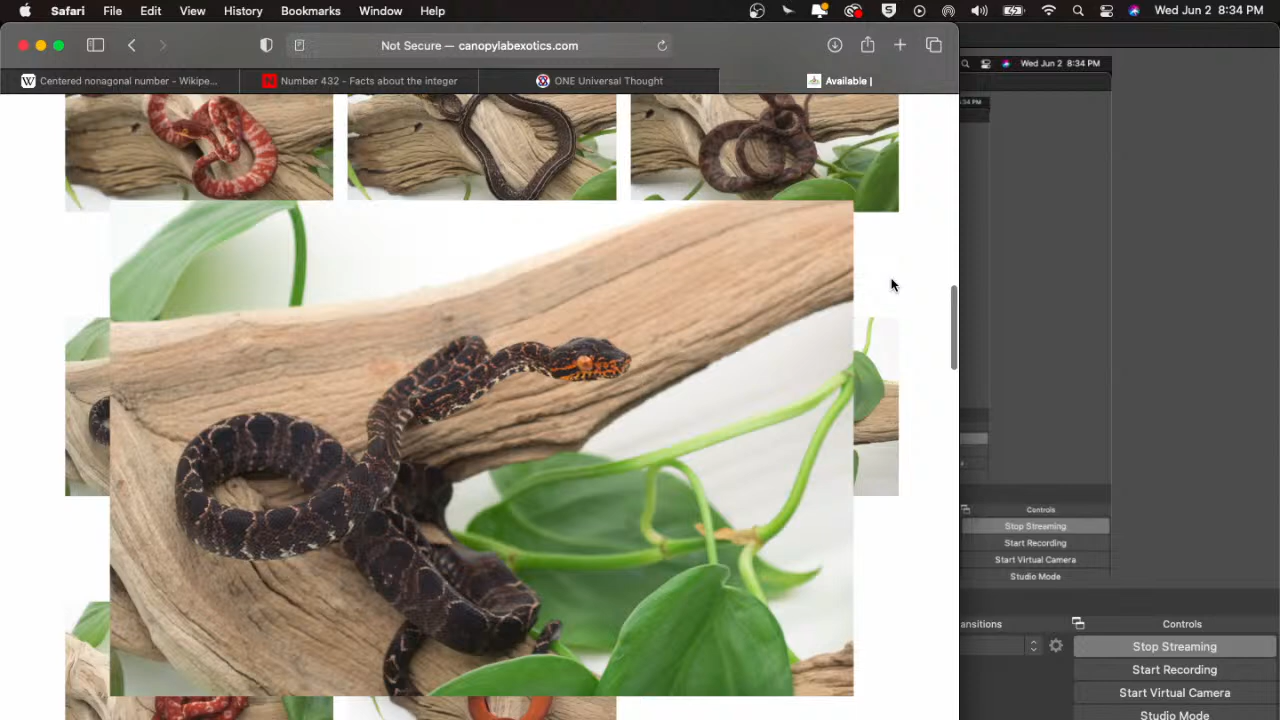 Safari File Edit View History Bookmarks Window Help Wed Jun 2 8:34 PM
Not Secure — canopylabexotics.com
Wed Jun 2 8:34 PM
Centered nonagonal number - Wikipe... Number 432 - Facts about the integer ONE Universal Thought Available |
Controls
Stop Streaming
Start Recording
Start Virtual Camera
Studio Mode
ansitions Controls
Stop Streaming
Start Recording
Start Virtual Camera
Studio Mode